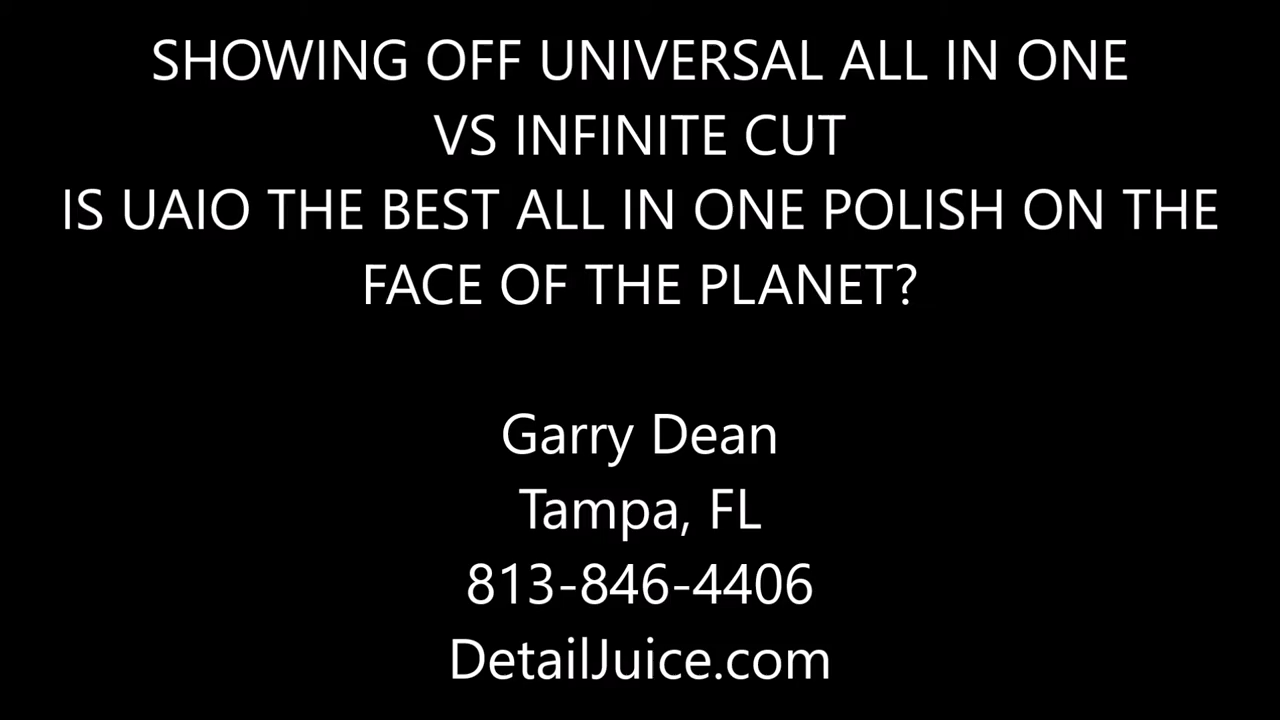 SHOWING OFF UNIVERSAL ALL IN ONE
VS INFINITE CUT
IS UAIO THE BEST ALL IN ONE POLISH ON THE
FACE OF THE PLANET?
Garry Dean
Tampa, FL
813-846-4406
DetailJuice.com